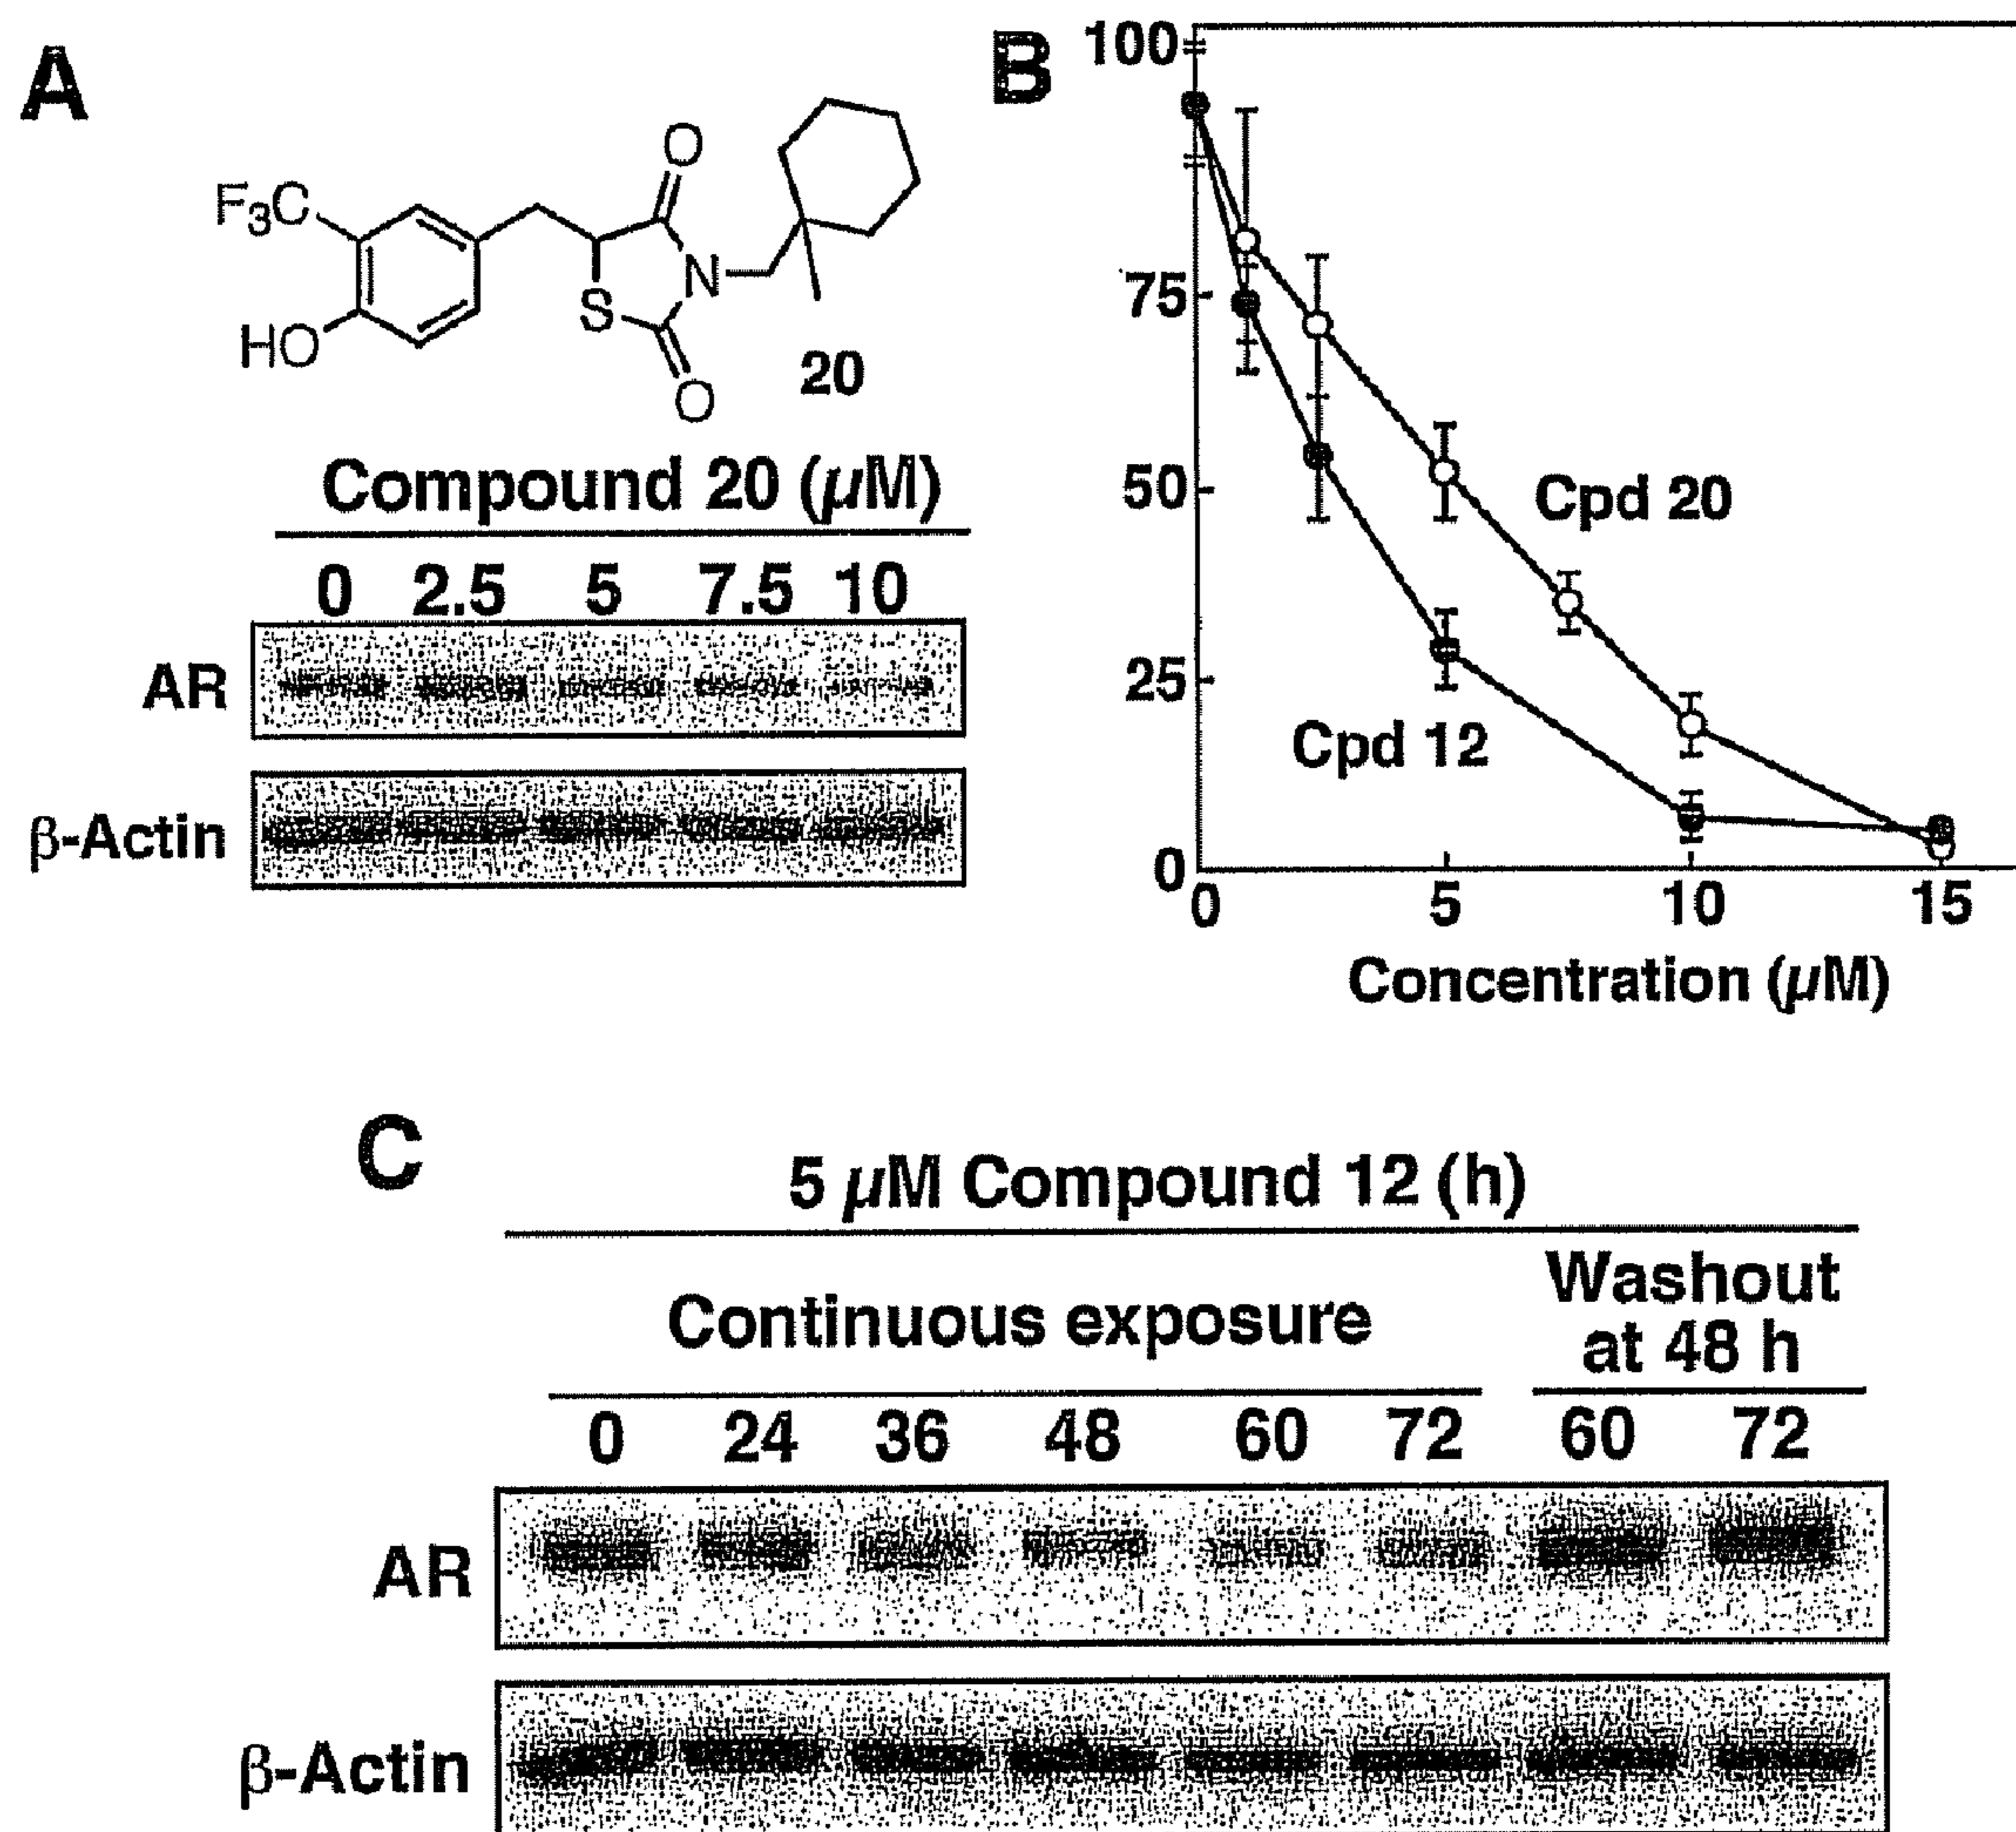 A
F3C
O
N
S
HO
O
20
Compound 20 (µM)
0 2.5 5 7.5 10
AR
β-Actin
B
100
75
50
25
0
Cpd 20
Cpd 12
0 5 10 15
Concentration (µM)
C
5 µM Compound 12 (h)
Continuous exposure
Washout
at 48 h
0 24 36 48 60 72 60 72
AR
β-Actin